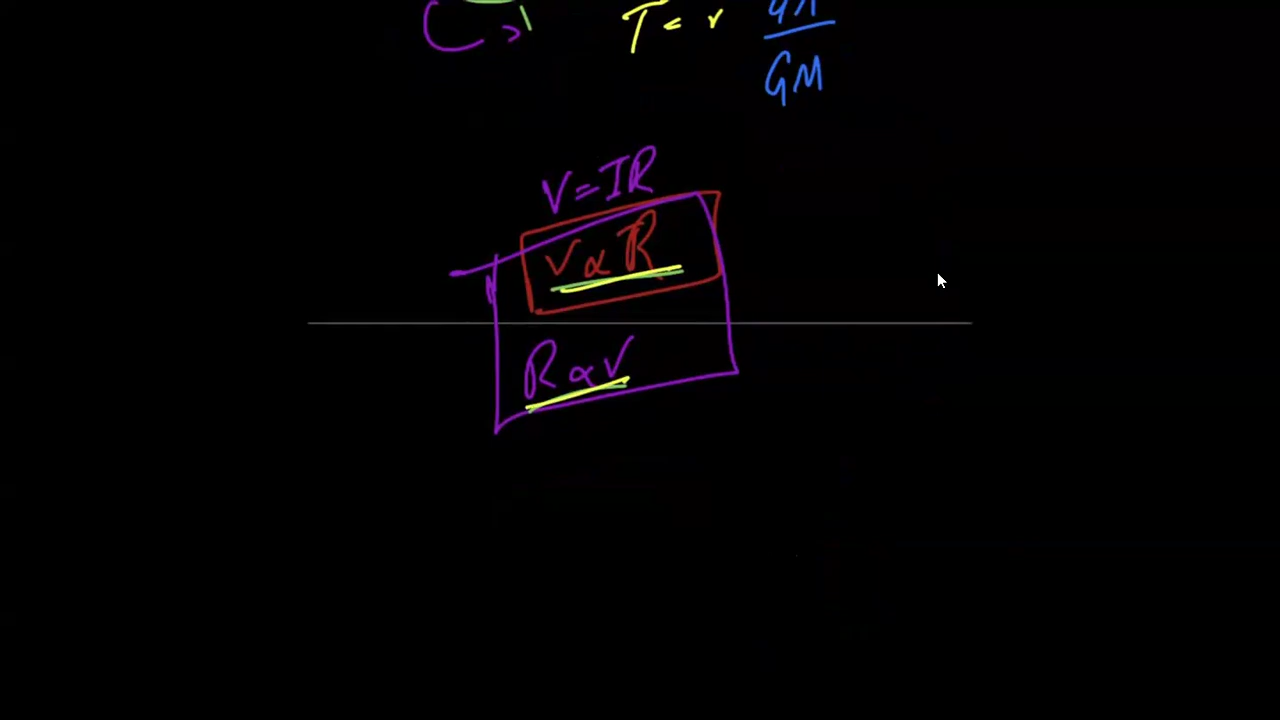 T = r
GM
V = IR
V ∝ R
R ∝ V